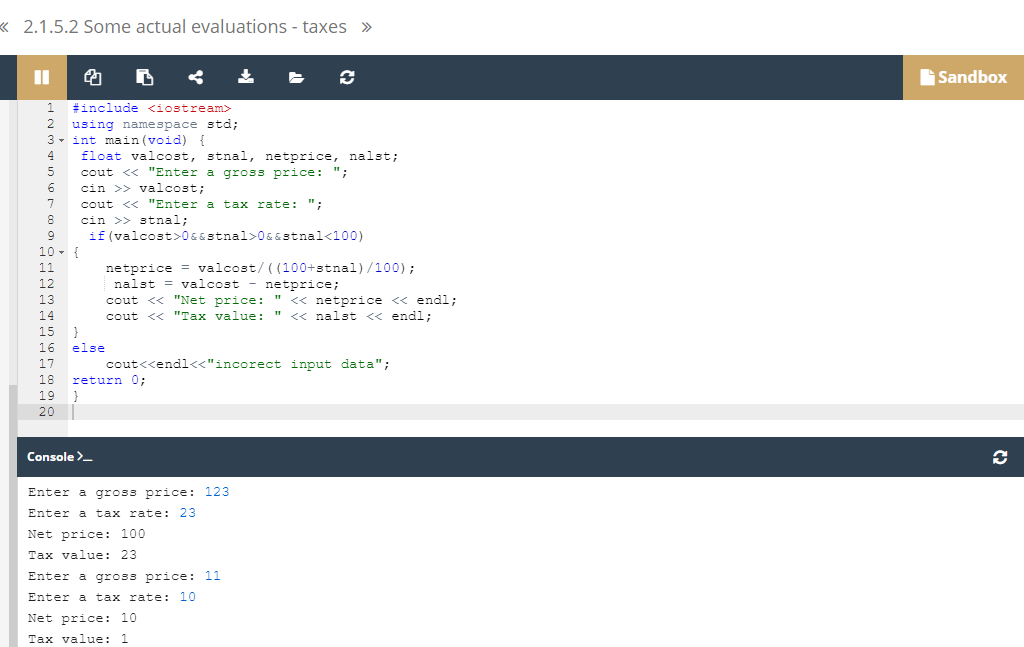 « 2.1.5.2 Some actual evaluations - taxes »
Sandbox
1 #include <iostream>
2 using namespace std;
3 int main(void) {
4 float valcost, stnal, netprice, nalst;
5 cout << "Enter a gross price: ";
6 cin >> valcost;
7 cout << "Enter a tax rate: ";
8 cin >> stnal;
9 if(valcost>0&&stnal>0&&stnal<100)
10 {
11 netprice = valcost/((100+stnal)/100);
12 nalst = valcost - netprice;
13 cout << "Net price: " << netprice << endl;
14 cout << "Tax value: " << nalst << endl;
15 }
16 else
17 cout<<endl<<"incorect input data";
18 return 0;
19 }
20
Console >_
Enter a gross price: 123
Enter a tax rate: 23
Net price: 100
Tax value: 23
Enter a gross price: 11
Enter a tax rate: 10
Net price: 10
Tax value: 1